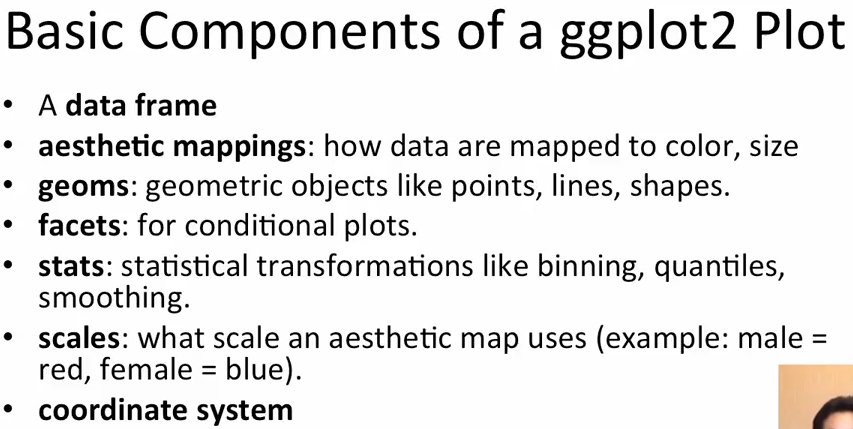 Basic Components of a ggplot2 Plot
• A data frame
• aesthetic mappings: how data are mapped to color, size
• geoms: geometric objects like points, lines, shapes.
• facets: for conditional plots.
• stats: statistical transformations like binning, quantiles,
smoothing.
• scales: what scale an aesthetic map uses (example: male =
red, female = blue).
• coordinate system